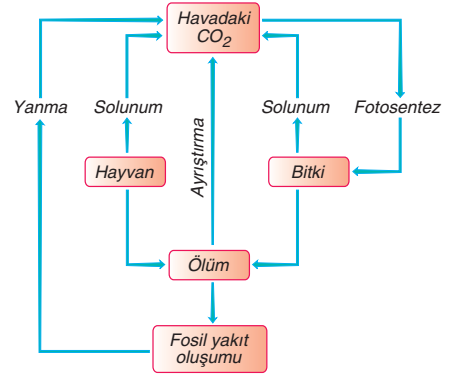 Havadaki
CO2
Yanma
Solunum
Solunum
Fotosentez
Ayrıştırma
Hayvan
Bitki
Ölüm
Fosil yakıt
oluşumu